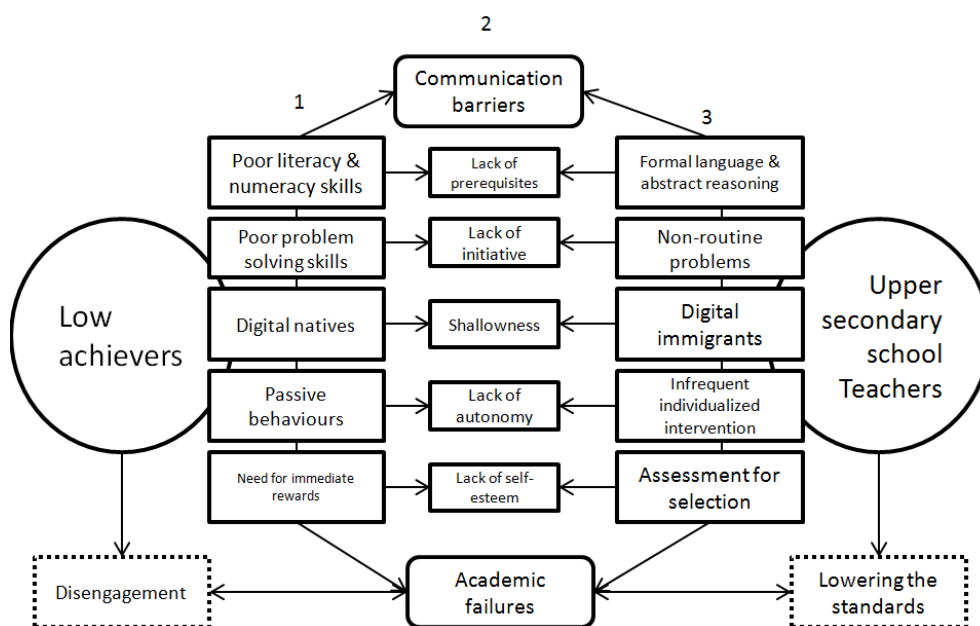 2
Communication
barriers
1
3
Poor literacy &
numeracy skills
Lack of
prerequisites
Formal language &
abstract reasoning
Poor problem
solving skills
Lack of
initiative
Non-routine
problems
Low
achievers
Digital natives
Shallowness
Digital
immigrants
Upper
secondary
school
Teachers
Passive
behaviours
Lack of
autonomy
Infrequent
individualized
intervention
Need for immediate
rewards
Lack of self-
esteem
Assessment for
selection
Disengagement
Academic
failures
Lowering the
standards